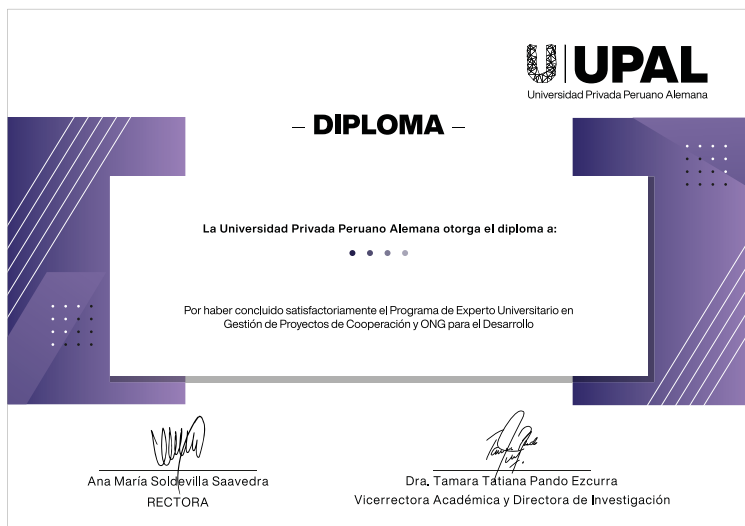 UPAL
Universidad Privada Peruano Alemana
– DIPLOMA –
La Universidad Privada Peruano Alemana otorga el diploma a:
Por haber concluido satisfactoriamente el Programa de Experto Universitario en
Gestión de Proyectos de Cooperación y ONG para el Desarrollo
Ana María Soldevilla Saavedra
RECTORA
Dra. Tamara Tatiana Pando Ezcurra
Vicerrectora Académica y Directora de Investigación